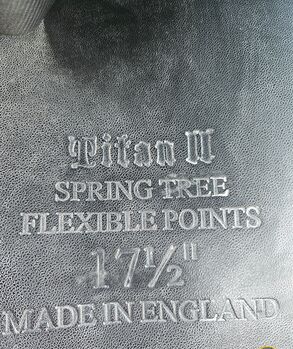 Titan II
SPRING TREE
FLEXIBLE POINTS
17½"
MADE IN ENGLAND